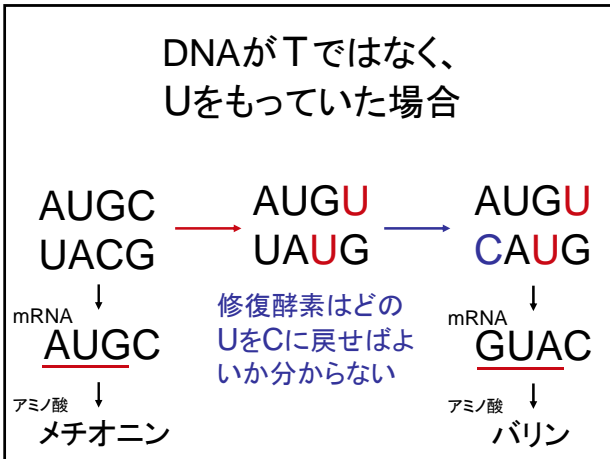 DNAがTではなく、
Uをもっていた場合
AUGC
UACG
mRNA
AUGC
アミノ酸
メチオニン
AUGU
UAUG
修復酵素はどの
UをCに戻せばよ
いか分からない
AUGU
CAUG
mRNA
GUAC
アミノ酸
バリン